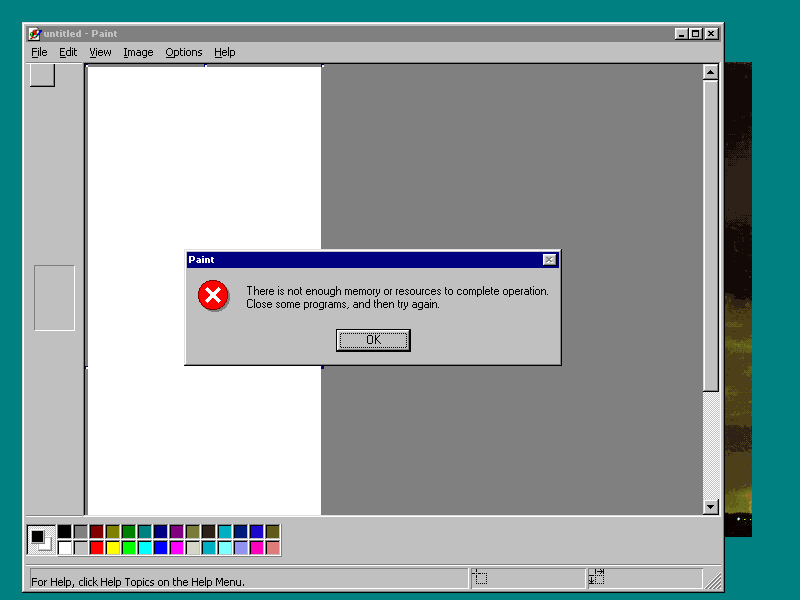 untitled - Paint
File Edit View Image Options Help
Paint
There is not enough memory or resources to complete operation.
Close some programs, and then try again.
OK
For Help, click Help Topics on the Help Menu.